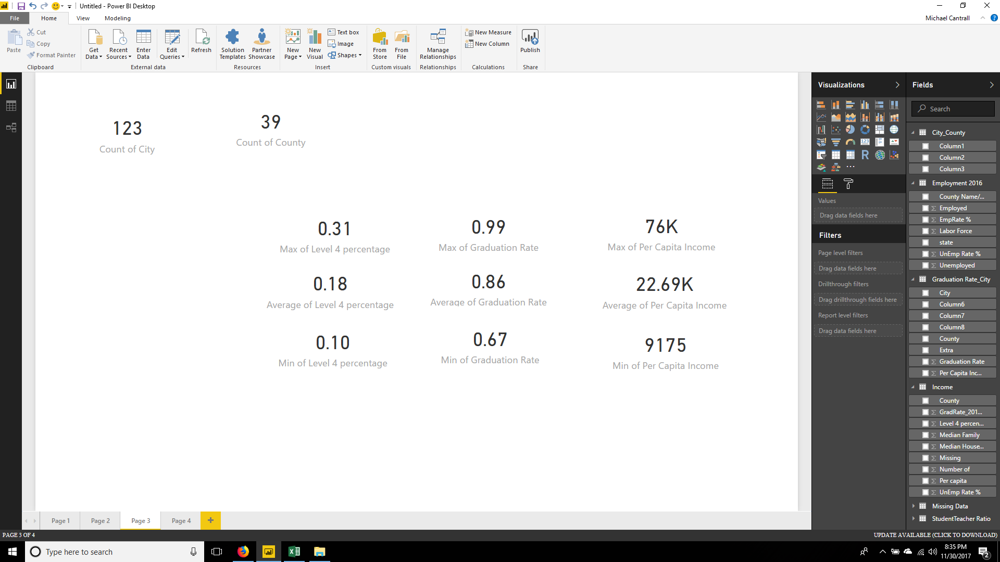 Untitled - Power BI Desktop
File Home View Modeling Michael Cantrall
Paste
Cut
Copy
Format Painter
Clipboard
Get Data
Recent Sources
Enter Data
Edit Queries
Refresh
External data
Solution Templates
Partner Showcase
Resources
New Page
New Visual
Text box
Image
Shapes
Insert
From Store
From File
Custom visuals
Manage Relationships
Relationships
New Measure
New Column
Calculations
Publish
Share
123
Count of City
39
Count of County
0.31
Max of Level 4 percentage
0.99
Max of Graduation Rate
76K
Max of Per Capita Income
0.18
Average of Level 4 percentage
0.86
Average of Graduation Rate
22.69K
Average of Per Capita Income
0.10
Min of Level 4 percentage
0.67
Min of Graduation Rate
9175
Min of Per Capita Income
Visualizations
Values
Drag data fields here
Filters
Page level filters
Drag data fields here
Drillthrough filters
Drag drillthrough fields here
Report level filters
Drag data fields here
Fields
Search
City_County
Column1
Column2
Column3
Employment 2016
County Name/...
Employed
EmpRate %
Labor Force
state
UnEmp Rate %
Unemployed
Graduation Rate_City
City
Column6
Column7
Column8
County
Extra
Graduation Rate
Per Capita Inc...
Income
County
GradRate_201...
Level 4 percen...
Median Family
Median House...
Missing
Number of
Per capita
UnEmp Rate %
Missing Data
StudentTeacher Ratio
Page 1 Page 2 Page 3 Page 4 +
PAGE 3 OF 4 UPDATE AVAILABLE (CLICK TO DOWNLOAD)
Type here to search
8:35 PM
11/30/2017
2